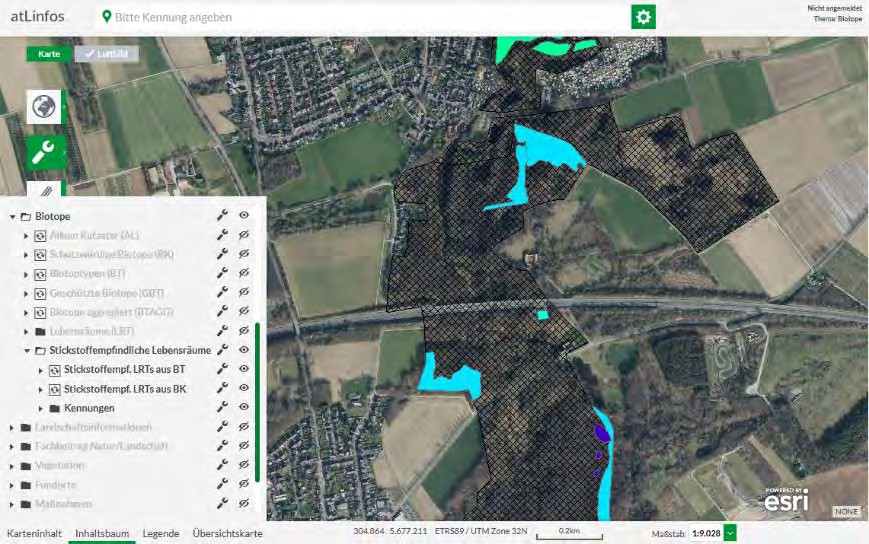 atLinfos
Bitte Kennung angeben
Nicht angemeldet
Thema: Biotope
Karte
Luftbild
Biotope
Alkun Kataster (AL)
Schutzwürdige Biotope (BK)
Biotoptypen (BT)
Geschützte Biotope (GBT)
Biotope aggregiert (BTAGG)
Lebensräume (LRT)
Stickstoffempfindliche Lebensräume
Stickstoffempf. LRTs aus BT
Stickstoffempf. LRTs aus BK
Kennungen
Landschaftsinformationen
Fachbeitrag Natur/Landschaft
Vegetation
Fundorte
Maßnahmen
POWERED BY
esri
NONE
Karteninhalt Inhaltsbaum Legende Übersichtskarte
304.864 : 5.677.211 ETRS89 / UTM Zone 32N 0.2km Maßstab: 1:9.028